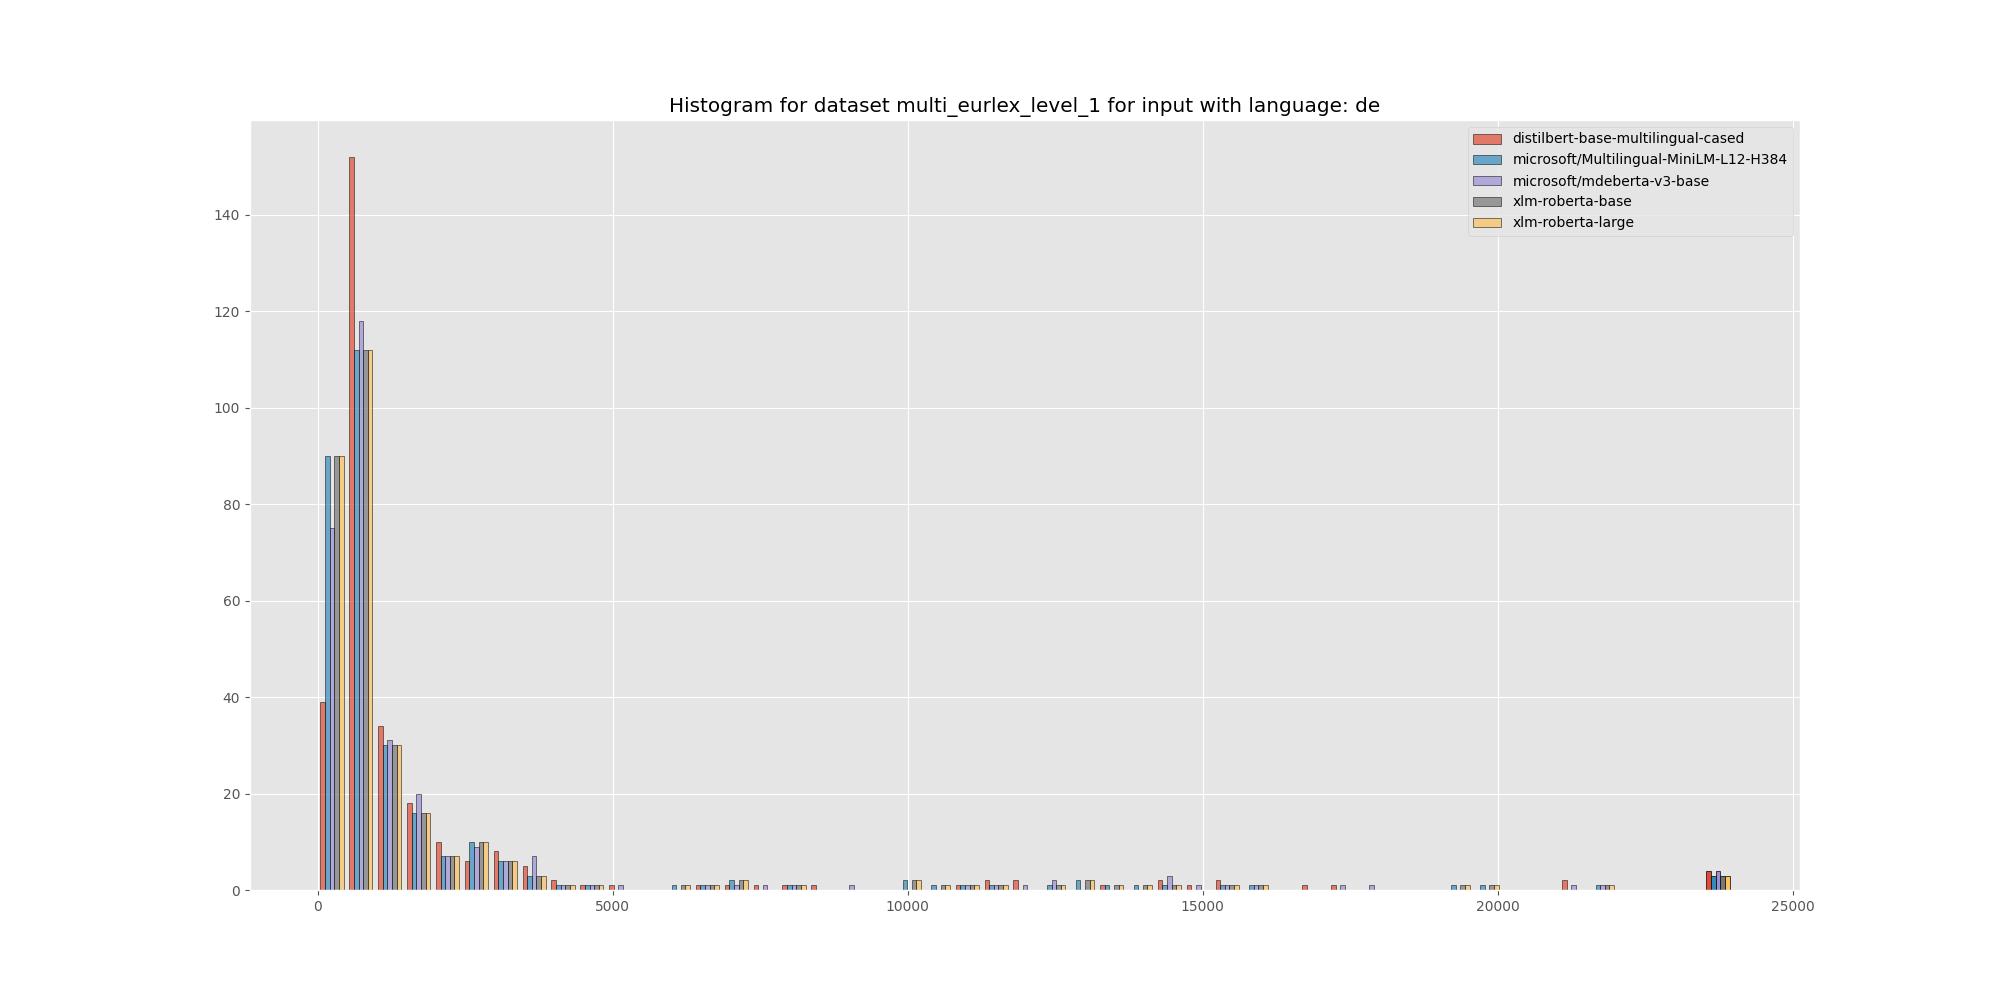 Histogram for dataset multi_eurlex_level_1 for input with language: de
distilbert-base-multilingual-cased
microsoft/Multilingual-MiniLM-L12-H384
microsoft/mdeberta-v3-base
xlm-roberta-base
xlm-roberta-large
140
120
100
80
60
40
20
0
0 5000 10000 15000 20000 25000